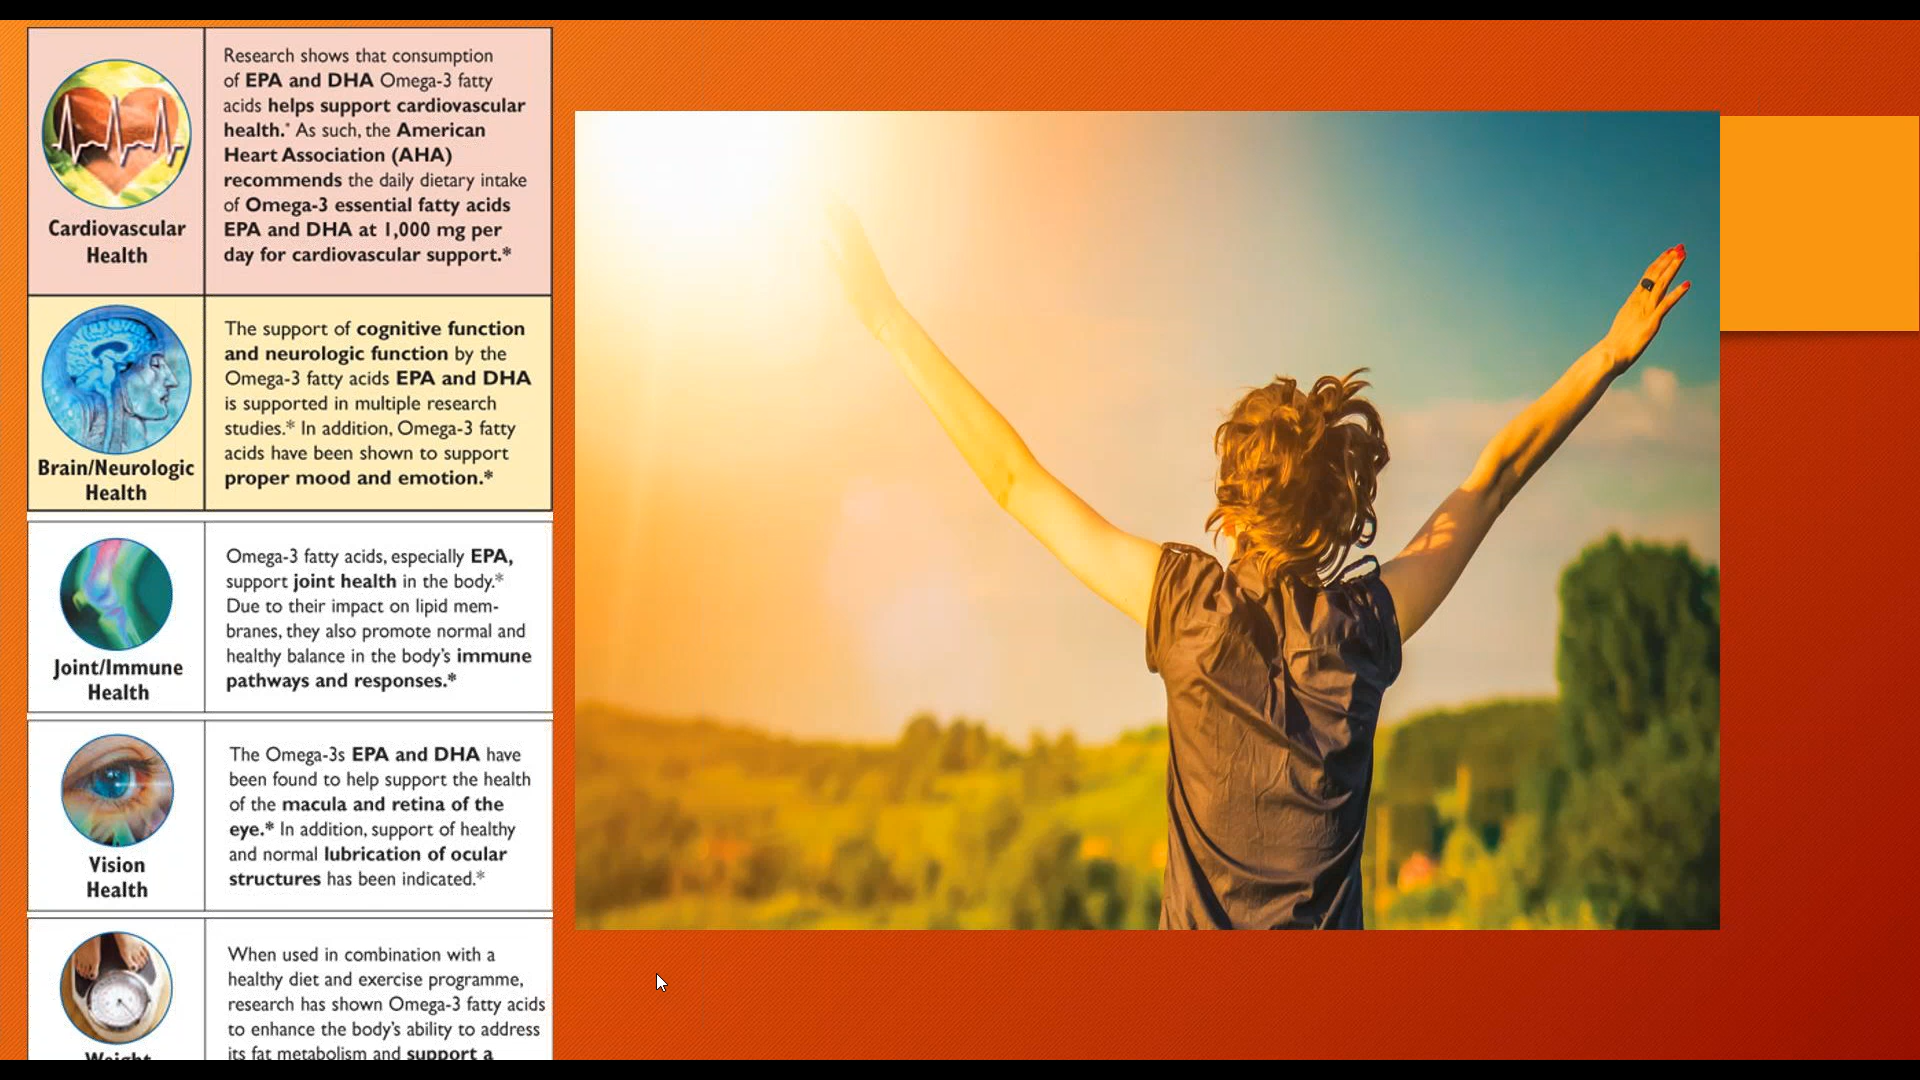 Cardiovascular
Health
Research shows that consumption
of EPA and DHA Omega-3 fatty
acids helps support cardiovascular
health.* As such, the American
Heart Association (AHA)
recommends the daily dietary intake
of Omega-3 essential fatty acids
EPA and DHA at 1,000 mg per
day for cardiovascular support.*
Brain/Neurologic
Health
The support of cognitive function
and neurologic function by the
Omega-3 fatty acids EPA and DHA
is supported in multiple research
studies.* In addition, Omega-3 fatty
acids have been shown to support
proper mood and emotion.*
Joint/Immune
Health
Omega-3 fatty acids, especially EPA,
support joint health in the body.*
Due to their impact on lipid mem-
branes, they also promote normal and
healthy balance in the body's immune
pathways and responses.*
Vision
Health
The Omega-3s EPA and DHA have
been found to help support the health
of the macula and retina of the
eye.* In addition, support of healthy
and normal lubrication of ocular
structures has been indicated.*
Weight
When used in combination with a
healthy diet and exercise programme,
research has shown Omega-3 fatty acids
to enhance the body's ability to address
its fat metabolism and support a